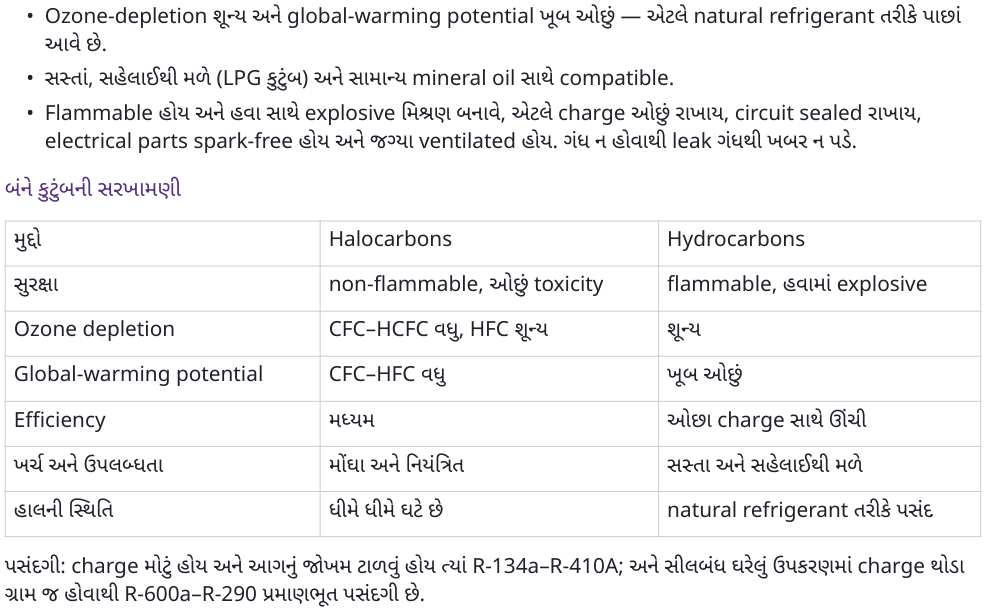 • Ozone-depletion શૂન્ય અને global-warming potential ખૂબ ઓછું — એટલે natural refrigerant તરીકે પાછાં
આવે છે.
• સસ્તાં, સહેલાઈથી મળે (LPG કુટુંબ) અને સામાન્ય mineral oil સાથે compatible.
• Flammable હોય અને હવા સાથે explosive મિશ્રણ બનાવે, એટલે charge ઓછું રાખાય, circuit sealed રાખાય,
electrical parts spark-free હોય અને જગ્યા ventilated હોય. ગંધ ન હોવાથી leak ગંધથી ખબર ન પડે.
બંને કુટુંબની સરખામણી
મુદ્દો Halocarbons Hydrocarbons
સુરક્ષા non-flammable, ઓછું toxicity flammable, હવામાં explosive
Ozone depletion CFC–HCFC વધુ, HFC શૂન્ય શૂન્ય
Global-warming potential CFC–HFC વધુ ખૂબ ઓછું
Efficiency મધ્યમ ઓછા charge સાથે ઊંચી
ખર્ચ અને ઉપલબ્ધતા મોંઘા અને નિયંત્રિત સસ્તા અને સહેલાઈથી મળે
હાલની સ્થિતિ ધીમે ધીમે ઘટે છે natural refrigerant તરીકે પસંદ
પસંદગી: charge મોટું હોય અને આગનું જોખમ ટાળવું હોય ત્યાં R-134a–R-410A; અને સીલબંધ ઘરેલું ઉપકરણમાં charge થોડા
ગ્રામ જ હોવાથી R-600a–R-290 પ્રમાણભૂત પસંદગી છે.